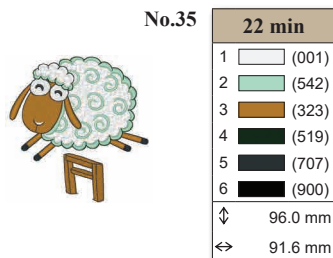 No.35
22 min
1 (001)
2 (542)
3 (323)
4 (519)
5 (707)
6 (900)
96.0 mm
91.6 mm